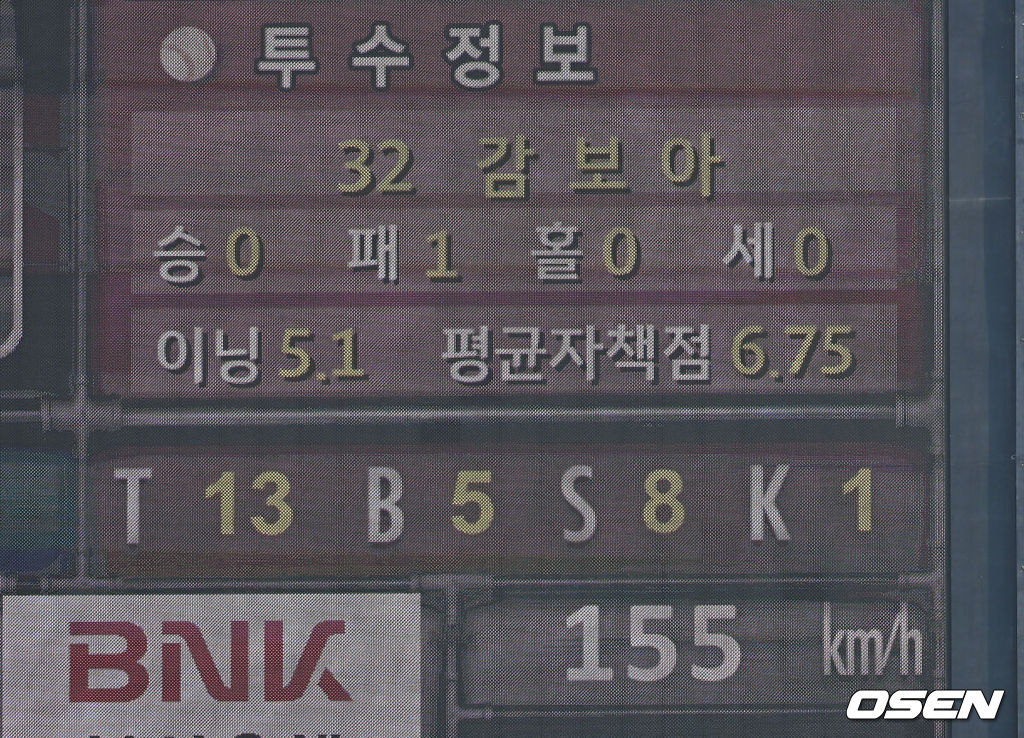 투수정보
32 감보아
승 0 패 1 홀 0 세 0
이닝 5.1 평균자책점 6.75
T 13 B 5 S 8 K 1
BNK
155 km/h
OSEN